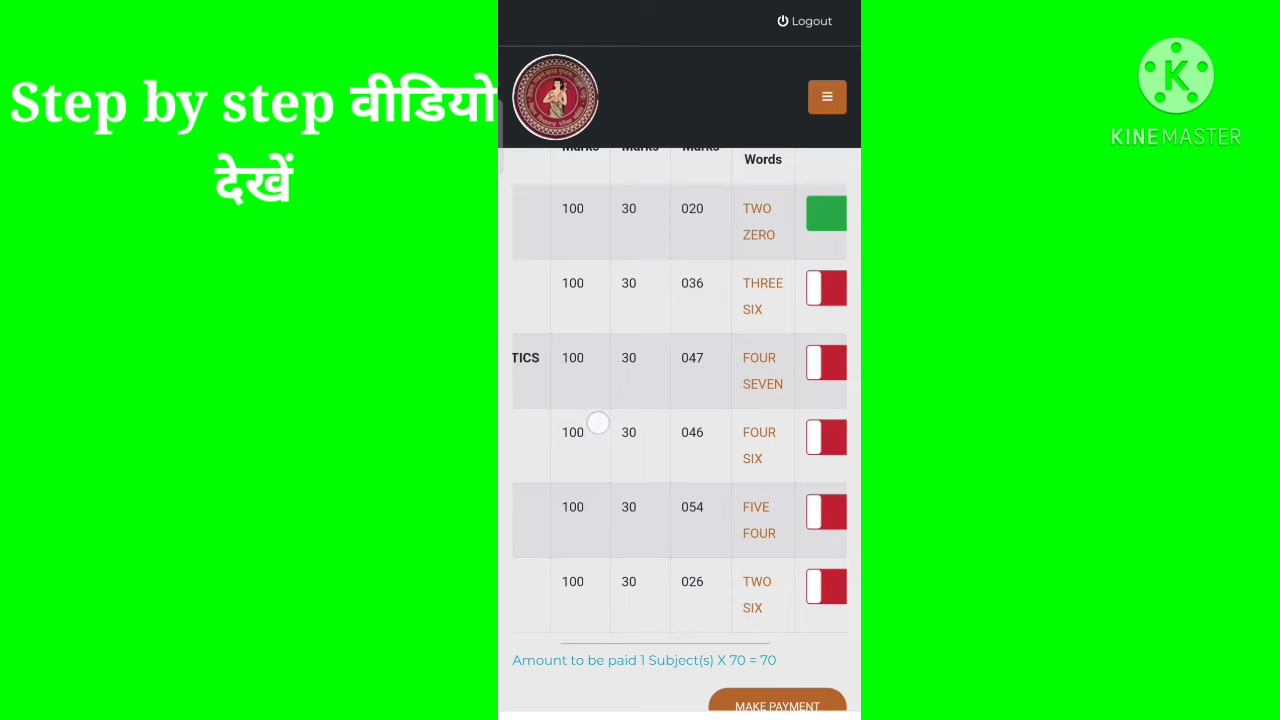 Logout
Step by step वीडियो
देखें
KINEMASTER
Marks Marks Marks
Words
100 30 020 TWO
ZERO
100 30 036 THREE
SIX
TICS 100 30 047 FOUR
SEVEN
100 30 046 FOUR
SIX
100 30 054 FIVE
FOUR
100 30 026 TWO
SIX
Amount to be paid 1 Subject(s) X 70 = 70
MAKE PAYMENT